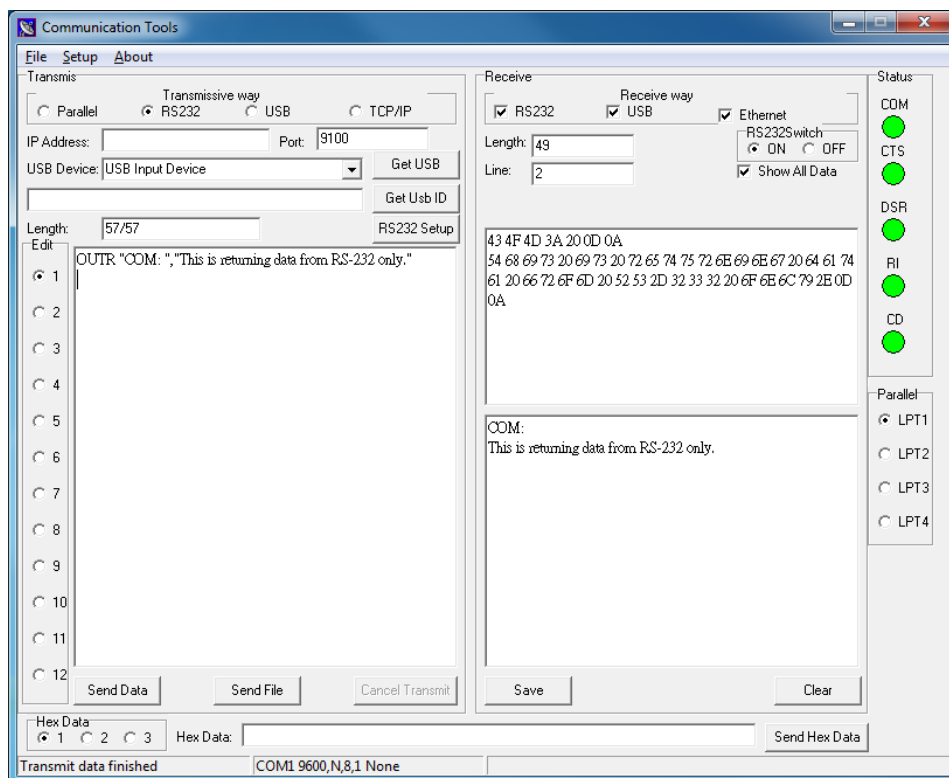 Communication Tools
File Setup About
Transmis
Transmissive way
Parallel RS232 USB TCP/IP
IP Address: Port: 9100
USB Device: USB Input Device Get USB
Get Usb ID
Length: 57/57 RS232 Setup
Edit
1
2
3
4
5
6
7
8
9
10
11
12
OUTR "COM: ","This is returning data from RS-232 only."
Send Data Send File Cancel Transmit
Receive
Receive way
RS232 USB Ethernet
Length: 49
RS232Switch
ON OFF
Line: 2
Show All Data
43 4F 4D 3A 20 0D 0A
54 68 69 73 20 69 73 20 72 65 74 75 72 6E 69 6E 67 20 64 61 74
61 20 66 72 6F 6D 20 52 53 2D 32 33 32 20 6F 6E 6C 79 2E 0D
0A
COM:
This is returning data from RS-232 only.
Save Clear
Status
COM
CTS
DSR
RI
CD
Parallel
LPT1
LPT2
LPT3
LPT4
Hex Data
1 2 3 Hex Data: Send Hex Data
Transmit data finished COM1 9600,N,8,1 None